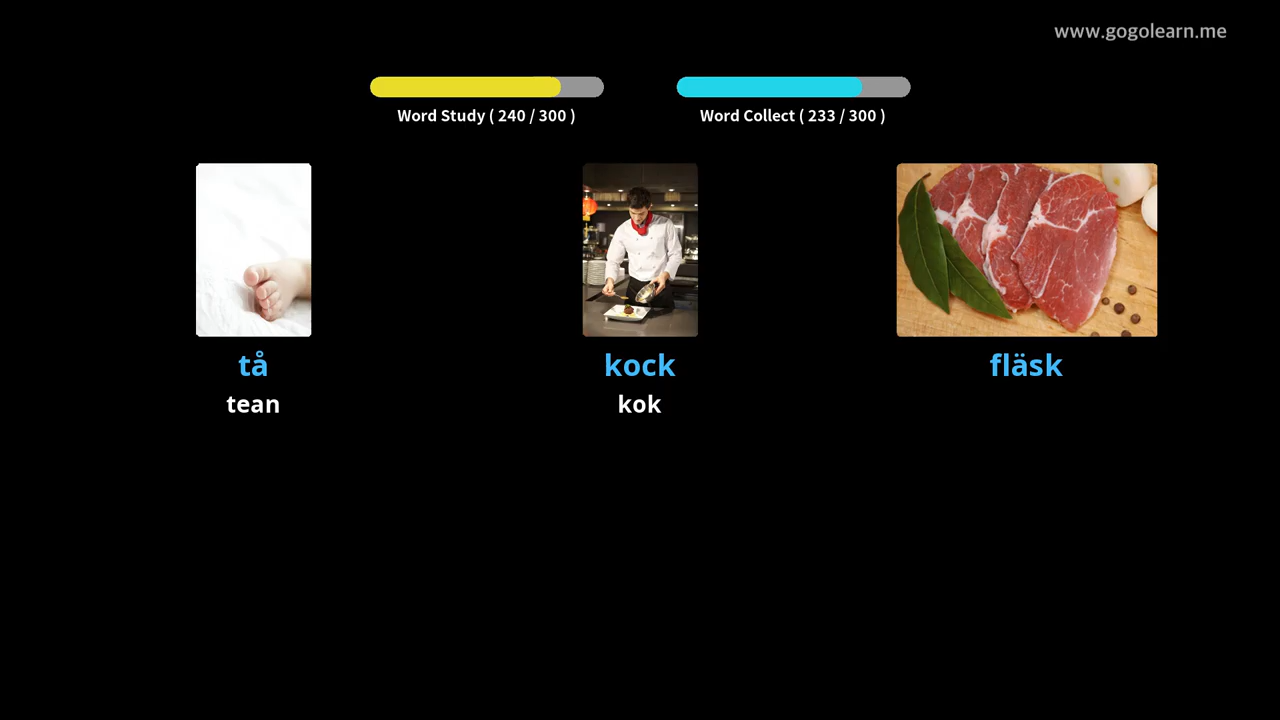 www.gogolearn.me
Word Study ( 240 / 300 )
Word Collect ( 233 / 300 )
tå
kock
fläsk
tean
kok